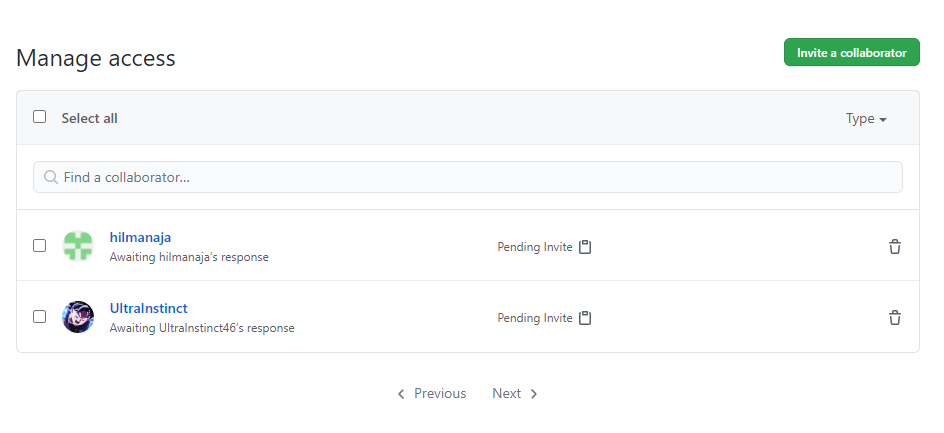 Manage access
Invite a collaborator
Select all
Type
Find a collaborator...
hilmanaja
Awaiting hilmanaja's response
Pending Invite
UltraInstinct
Awaiting UltraInstinct46's response
Pending Invite
Previous Next